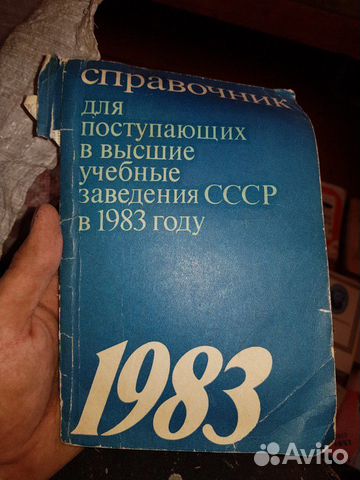 справочник
для
поступающих
в высшие
учебные
заведения СССР
в 1983 году
1983
Avito